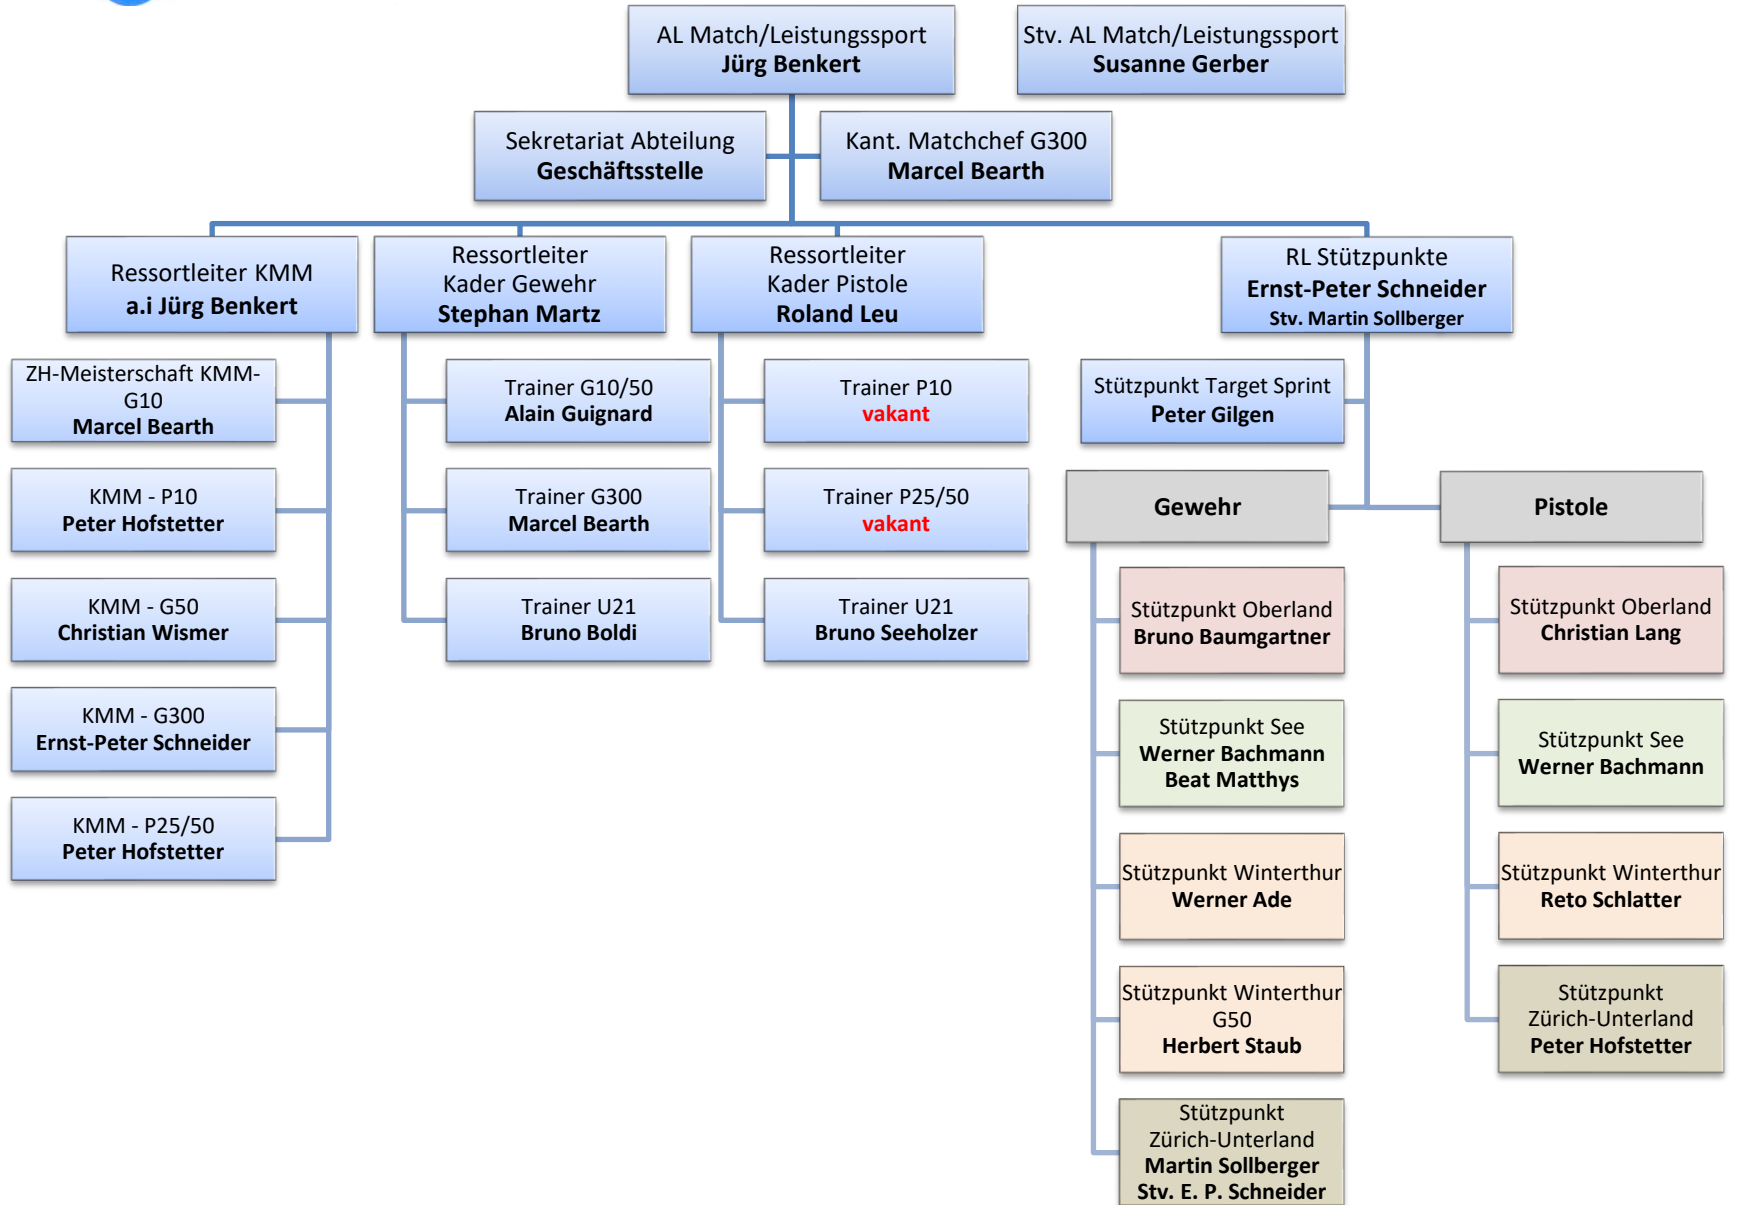 AL Match/Leistungssport
Jürg Benkert
Stv. AL Match/Leistungssport
Susanne Gerber
Sekretariat Abteilung
Geschäftsstelle
Kant. Matchchef G300
Marcel Bearth
Ressortleiter KMM
a.i Jürg Benkert
Ressortleiter
Kader Gewehr
Stephan Martz
Ressortleiter
Kader Pistole
Roland Leu
RL Stützpunkte
Ernst-Peter Schneider
Stv. Martin Sollberger
ZH-Meisterschaft KMM-
G10
Marcel Bearth
KMM - P10
Peter Hofstetter
KMM - G50
Christian Wismer
KMM - G300
Ernst-Peter Schneider
KMM - P25/50
Peter Hofstetter
Trainer G10/50
Alain Guignard
Trainer G300
Marcel Bearth
Trainer U21
Bruno Boldi
Trainer P10
vakant
Trainer P25/50
vakant
Trainer U21
Bruno Seeholzer
Stützpunkt Target Sprint
Peter Gilgen
Gewehr
Stützpunkt Oberland
Bruno Baumgartner
Stützpunkt See
Werner Bachmann
Beat Matthys
Stützpunkt Winterthur
Werner Ade
Stützpunkt Winterthur
G50
Herbert Staub
Stützpunkt
Zürich-Unterland
Martin Sollberger
Stv. E. P. Schneider
Pistole
Stützpunkt Oberland
Christian Lang
Stützpunkt See
Werner Bachmann
Stützpunkt Winterthur
Reto Schlatter
Stützpunkt
Zürich-Unterland
Peter Hofstetter